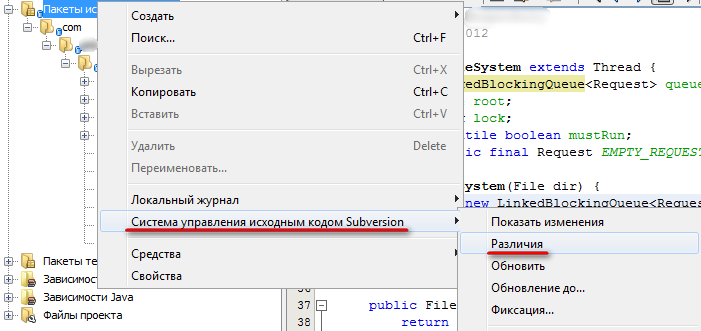 Пакеты ис
com
Создать
Поиск... Ctrl+F
Вырезать Ctrl+X
Копировать Ctrl+C
Вставить Ctrl+V
Удалить Delete
Переименовать...
Локальный журнал
Система управления исходным кодом Subversion
Средства
Свойства
Показать изменения
Различия
Обновить
Обновление до...
Фиксация...
Пакеты те
Зависимости
Зависимости Java
Файлы проекта
2012
eSystem extends Thread {
kedBlockingQueue<Request> queue
root;
lock;
tile boolean mustRun;
ic final Request EMPTY_REQUEST
ystem(File dir) {
new LinkedBlockingQueue<Reques
37 public File
38 return